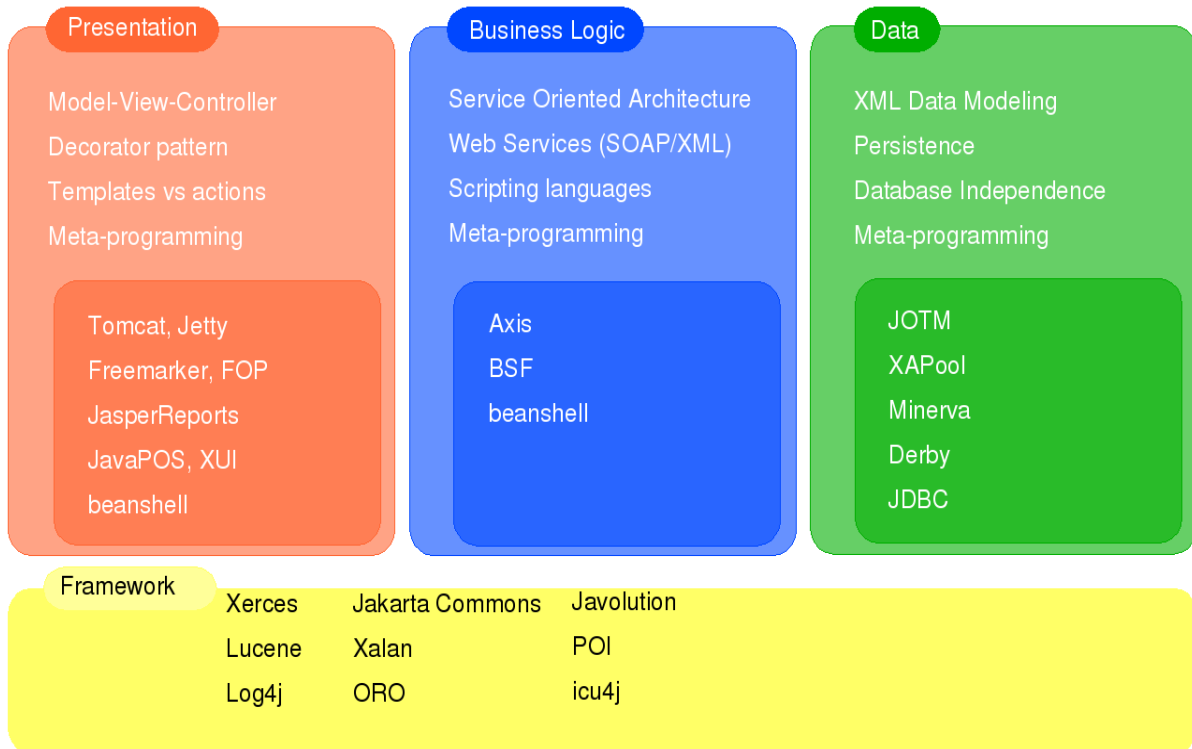 Presentation
Model-View-Controller
Decorator pattern
Templates vs actions
Meta-programming
Tomcat, Jetty
Freemarker, FOP
JasperReports
JavaPOS, XUI
beanshell
Business Logic
Service Oriented Architecture
Web Services (SOAP/XML)
Scripting languages
Meta-programming
Axis
BSF
beanshell
Data
XML Data Modeling
Persistence
Database Independence
Meta-programming
JOTM
XAPool
Minerva
Derby
JDBC
Framework
Xerces
Lucene
Log4j
Jakarta Commons
Xalan
ORO
Javolution
POI
icu4j